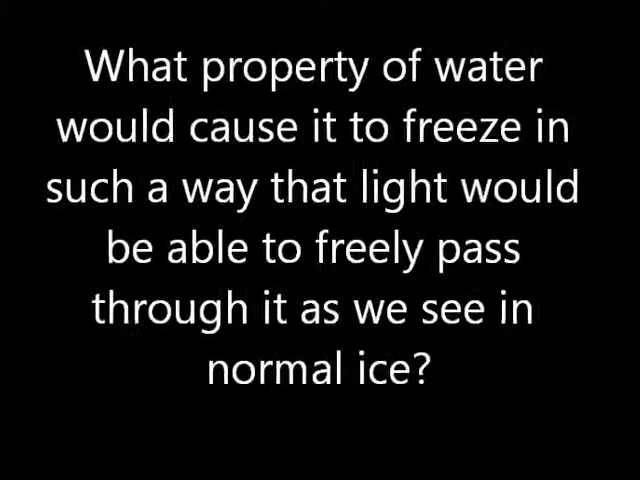 What property of water
would cause it to freeze in
such a way that light would
be able to freely pass
through it as we see in
normal ice?